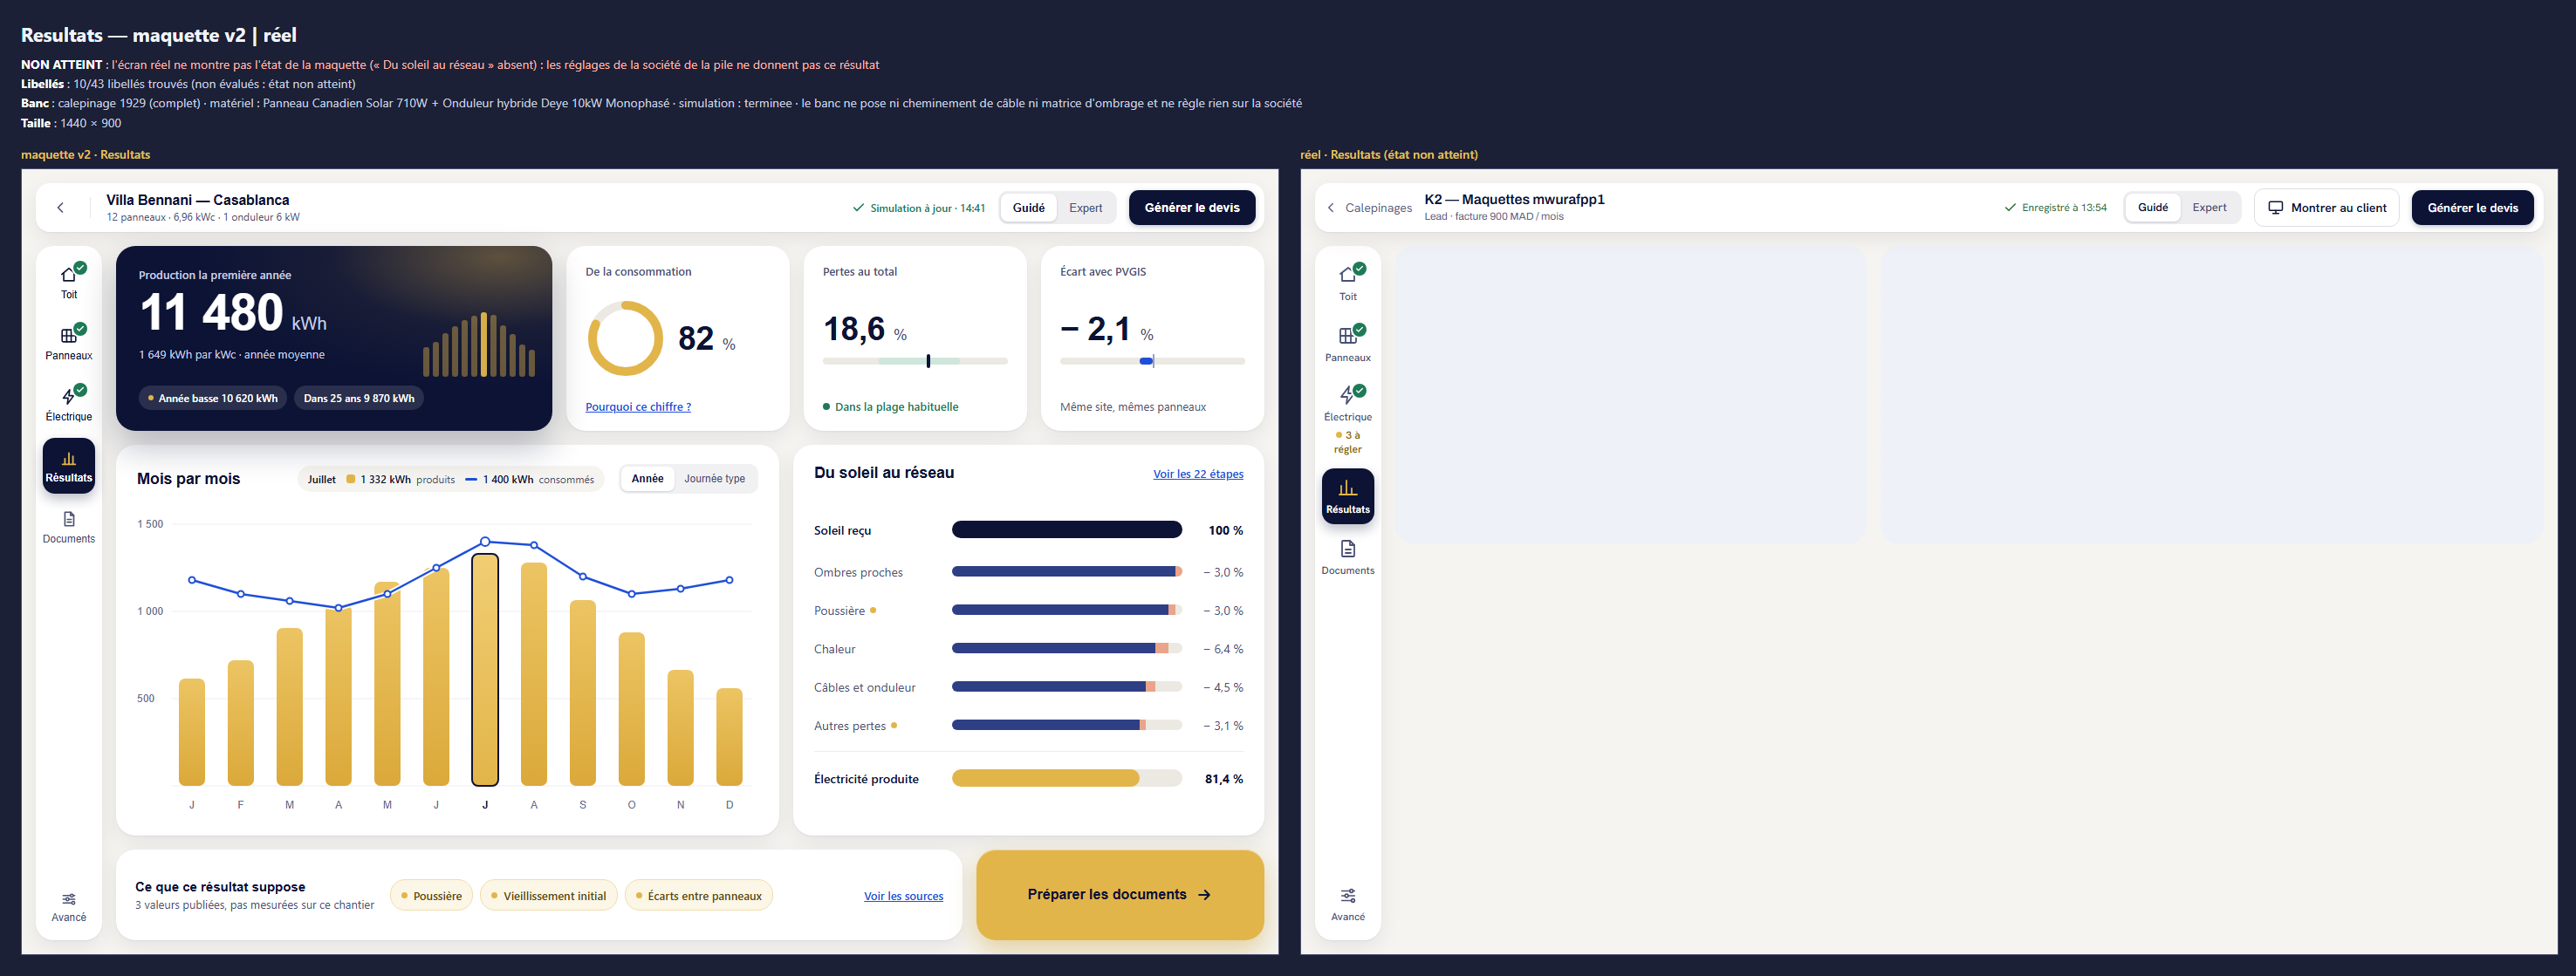 Resultats — maquette v2 | réel
NON ATTEINT : l'écran réel ne montre pas l'état de la maquette (« Du soleil au réseau » absent) : les réglages de la société de la pile ne donnent pas ce résultat
Libellés : 10/43 libellés trouvés (non évalués : état non atteint)
Banc : calepinage 1929 (complet) · matériel : Panneau Canadien Solar 710W + Onduleur hybride Deye 10kW Monophasé · simulation : terminee · le banc ne pose ni cheminement de câble ni matrice d'ombrage et ne règle rien sur la société
Taille : 1440 × 900
maquette v2 · Resultats
Villa Bennani — Casablanca
12 panneaux · 6,96 kWc · 1 onduleur 6 kW
Simulation à jour · 14:41
Guidé
Expert
Générer le devis
Toit
Panneaux
Électrique
Résultats
Documents
Avancé
Production la première année
11 480 kWh
1 649 kWh par kWc · année moyenne
Année basse 10 620 kWh
Dans 25 ans 9 870 kWh
De la consommation
82 %
Pourquoi ce chiffre ?
Pertes au total
18,6 %
Dans la plage habituelle
Écart avec PVGIS
− 2,1 %
Même site, mêmes panneaux
Mois par mois
Juillet 1 332 kWh produits 1 400 kWh consommés
Année
Journée type
1 500
1 000
500
J F M A M J J A S O N D
Du soleil au réseau
Voir les 22 étapes
Soleil reçu 100 %
Ombres proches − 3,0 %
Poussière − 3,0 %
Chaleur − 6,4 %
Câbles et onduleur − 4,5 %
Autres pertes − 3,1 %
Électricité produite 81,4 %
Ce que ce résultat suppose
3 valeurs publiées, pas mesurées sur ce chantier
Poussière
Vieillissement initial
Écarts entre panneaux
Voir les sources
Préparer les documents
réel · Resultats (état non atteint)
Calepinages
K2 — Maquettes mwurafpp1
Lead · facture 900 MAD / mois
Enregistré à 13:54
Guidé
Expert
Montrer au client
Générer le devis
Toit
Panneaux
Électrique
3 à
régler
Résultats
Documents
Avancé